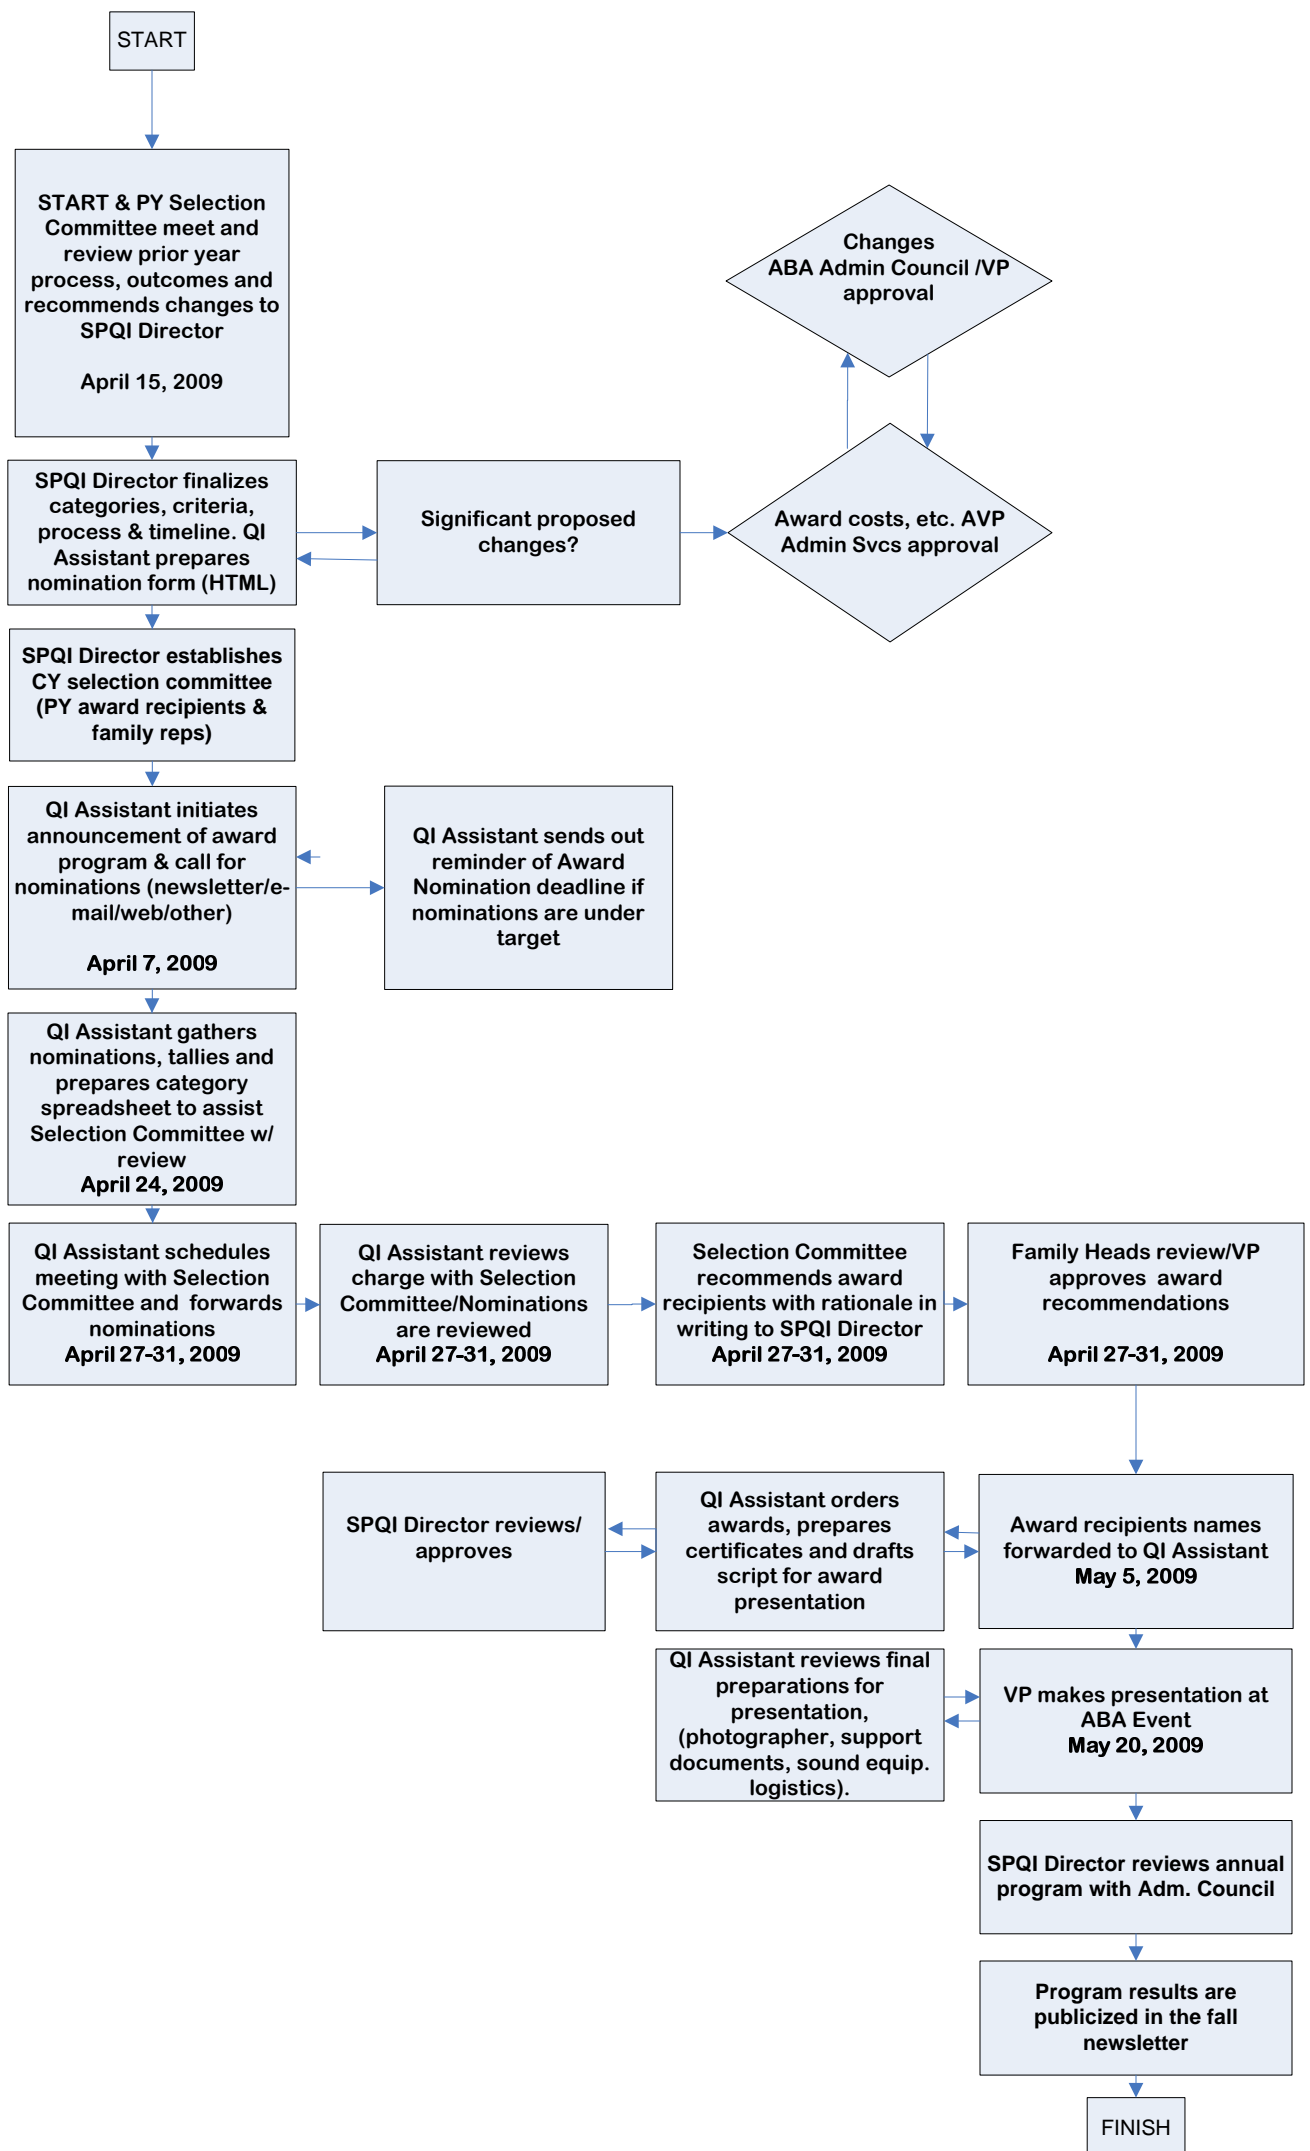 START
START & PY Selection
Committee meet and
review prior year
process, outcomes and
recommends changes to
SPQI Director
April 15, 2009
Changes
ABA Admin Council /VP
approval
SPQI Director finalizes
categories, criteria,
process & timeline. QI
Assistant prepares
nomination form (HTML)
Significant proposed
changes?
Award costs, etc. AVP
Admin Svcs approval
SPQI Director establishes
CY selection committee
(PY award recipients &
family reps)
QI Assistant initiates
announcement of award
program & call for
nominations (newsletter/e-
mail/web/other)
April 7, 2009
QI Assistant sends out
reminder of Award
Nomination deadline if
nominations are under
target
QI Assistant gathers
nominations, tallies and
prepares category
spreadsheet to assist
Selection Committee w/
review
April 24, 2009
QI Assistant schedules
meeting with Selection
Committee and  forwards
nominations
April 27-31, 2009
QI Assistant reviews
charge with Selection
Committee/Nominations
are reviewed
April 27-31, 2009
Selection Committee
recommends award
recipients with rationale in
writing to SPQI Director
April 27-31, 2009
Family Heads review/VP
approves  award
recommendations
April 27-31, 2009
SPQI Director reviews/
approves
QI Assistant orders
awards, prepares
certificates and drafts
script for award
presentation
Award recipients names
forwarded to QI Assistant
May 5, 2009
QI Assistant reviews final
preparations for
presentation,
(photographer, support
documents, sound equip.
logistics).
VP makes presentation at
ABA Event
May 20, 2009
SPQI Director reviews annual
program with Adm. Council
Program results are
publicized in the fall
newsletter
FINISH